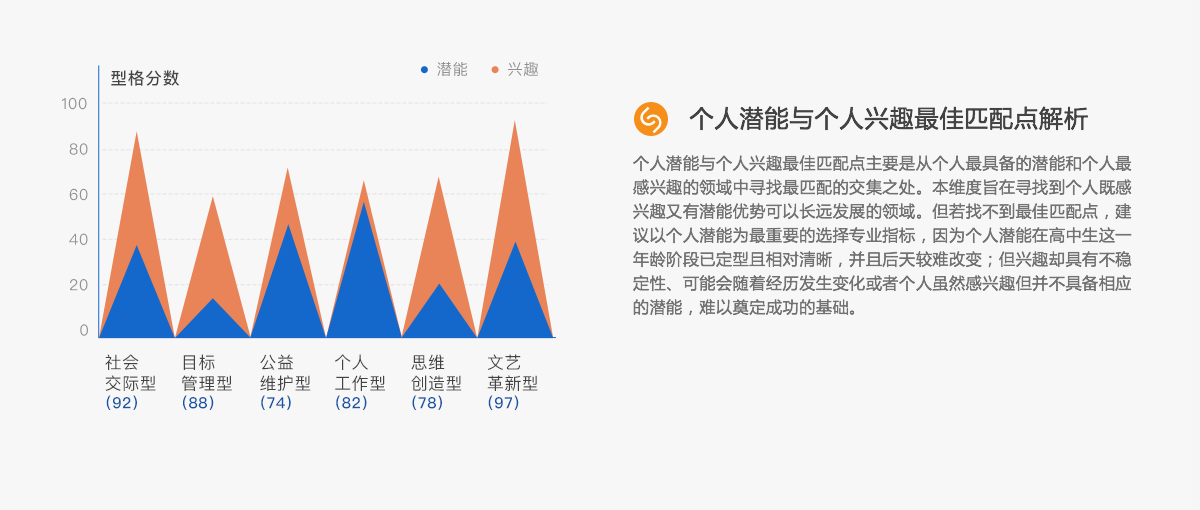 型格分数
潜能
兴趣
100
80
60
40
20
0
社会
交际型
(92)
目标
管理型
(88)
公益
维护型
(74)
个人
工作型
(82)
思维
创造型
(78)
文艺
革新型
(97)
个人潜能与个人兴趣最佳匹配点解析
个人潜能与个人兴趣最佳匹配点主要是从个人最具备的潜能和个人最
感兴趣的领域中寻找最匹配的交集之处。本维度旨在寻找到个人既感
兴趣又有潜能优势可以长远发展的领域。但若找不到最佳匹配点，建
议以个人潜能为最重要的选择专业指标，因为个人潜能在高中生这一
年龄阶段已定型且相对清晰，并且后天较难改变；但兴趣却具有不稳
定性、可能会随着经历发生变化或者个人虽然感兴趣但并不具备相应
的潜能，难以奠定成功的基础。